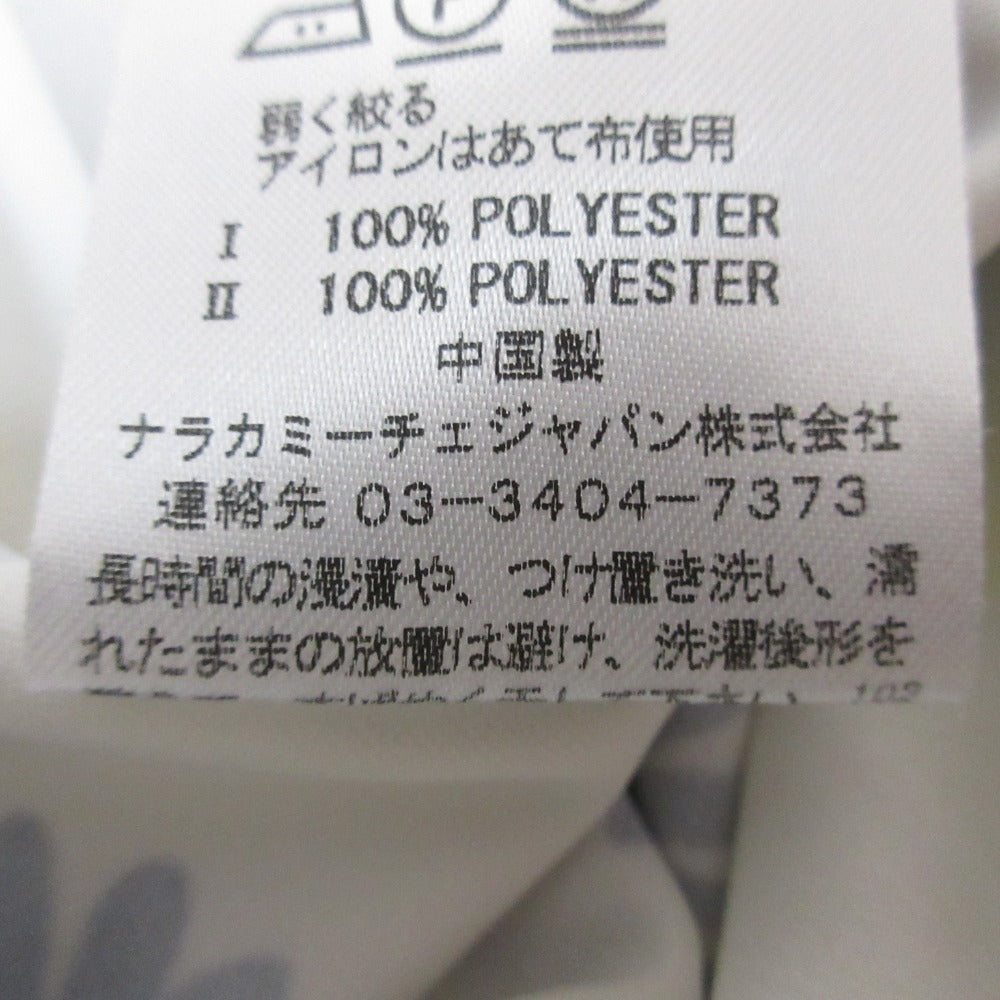 弱く絞る
アイロンはあて布使用
I 100% POLYESTER
II 100% POLYESTER
中国製
ナラカミーチェジャパン株式会社
連絡先 03-3404-7373
長時間の浸漬や、つけ置き洗い、濡
れたままの放置は避け、洗濯後形を